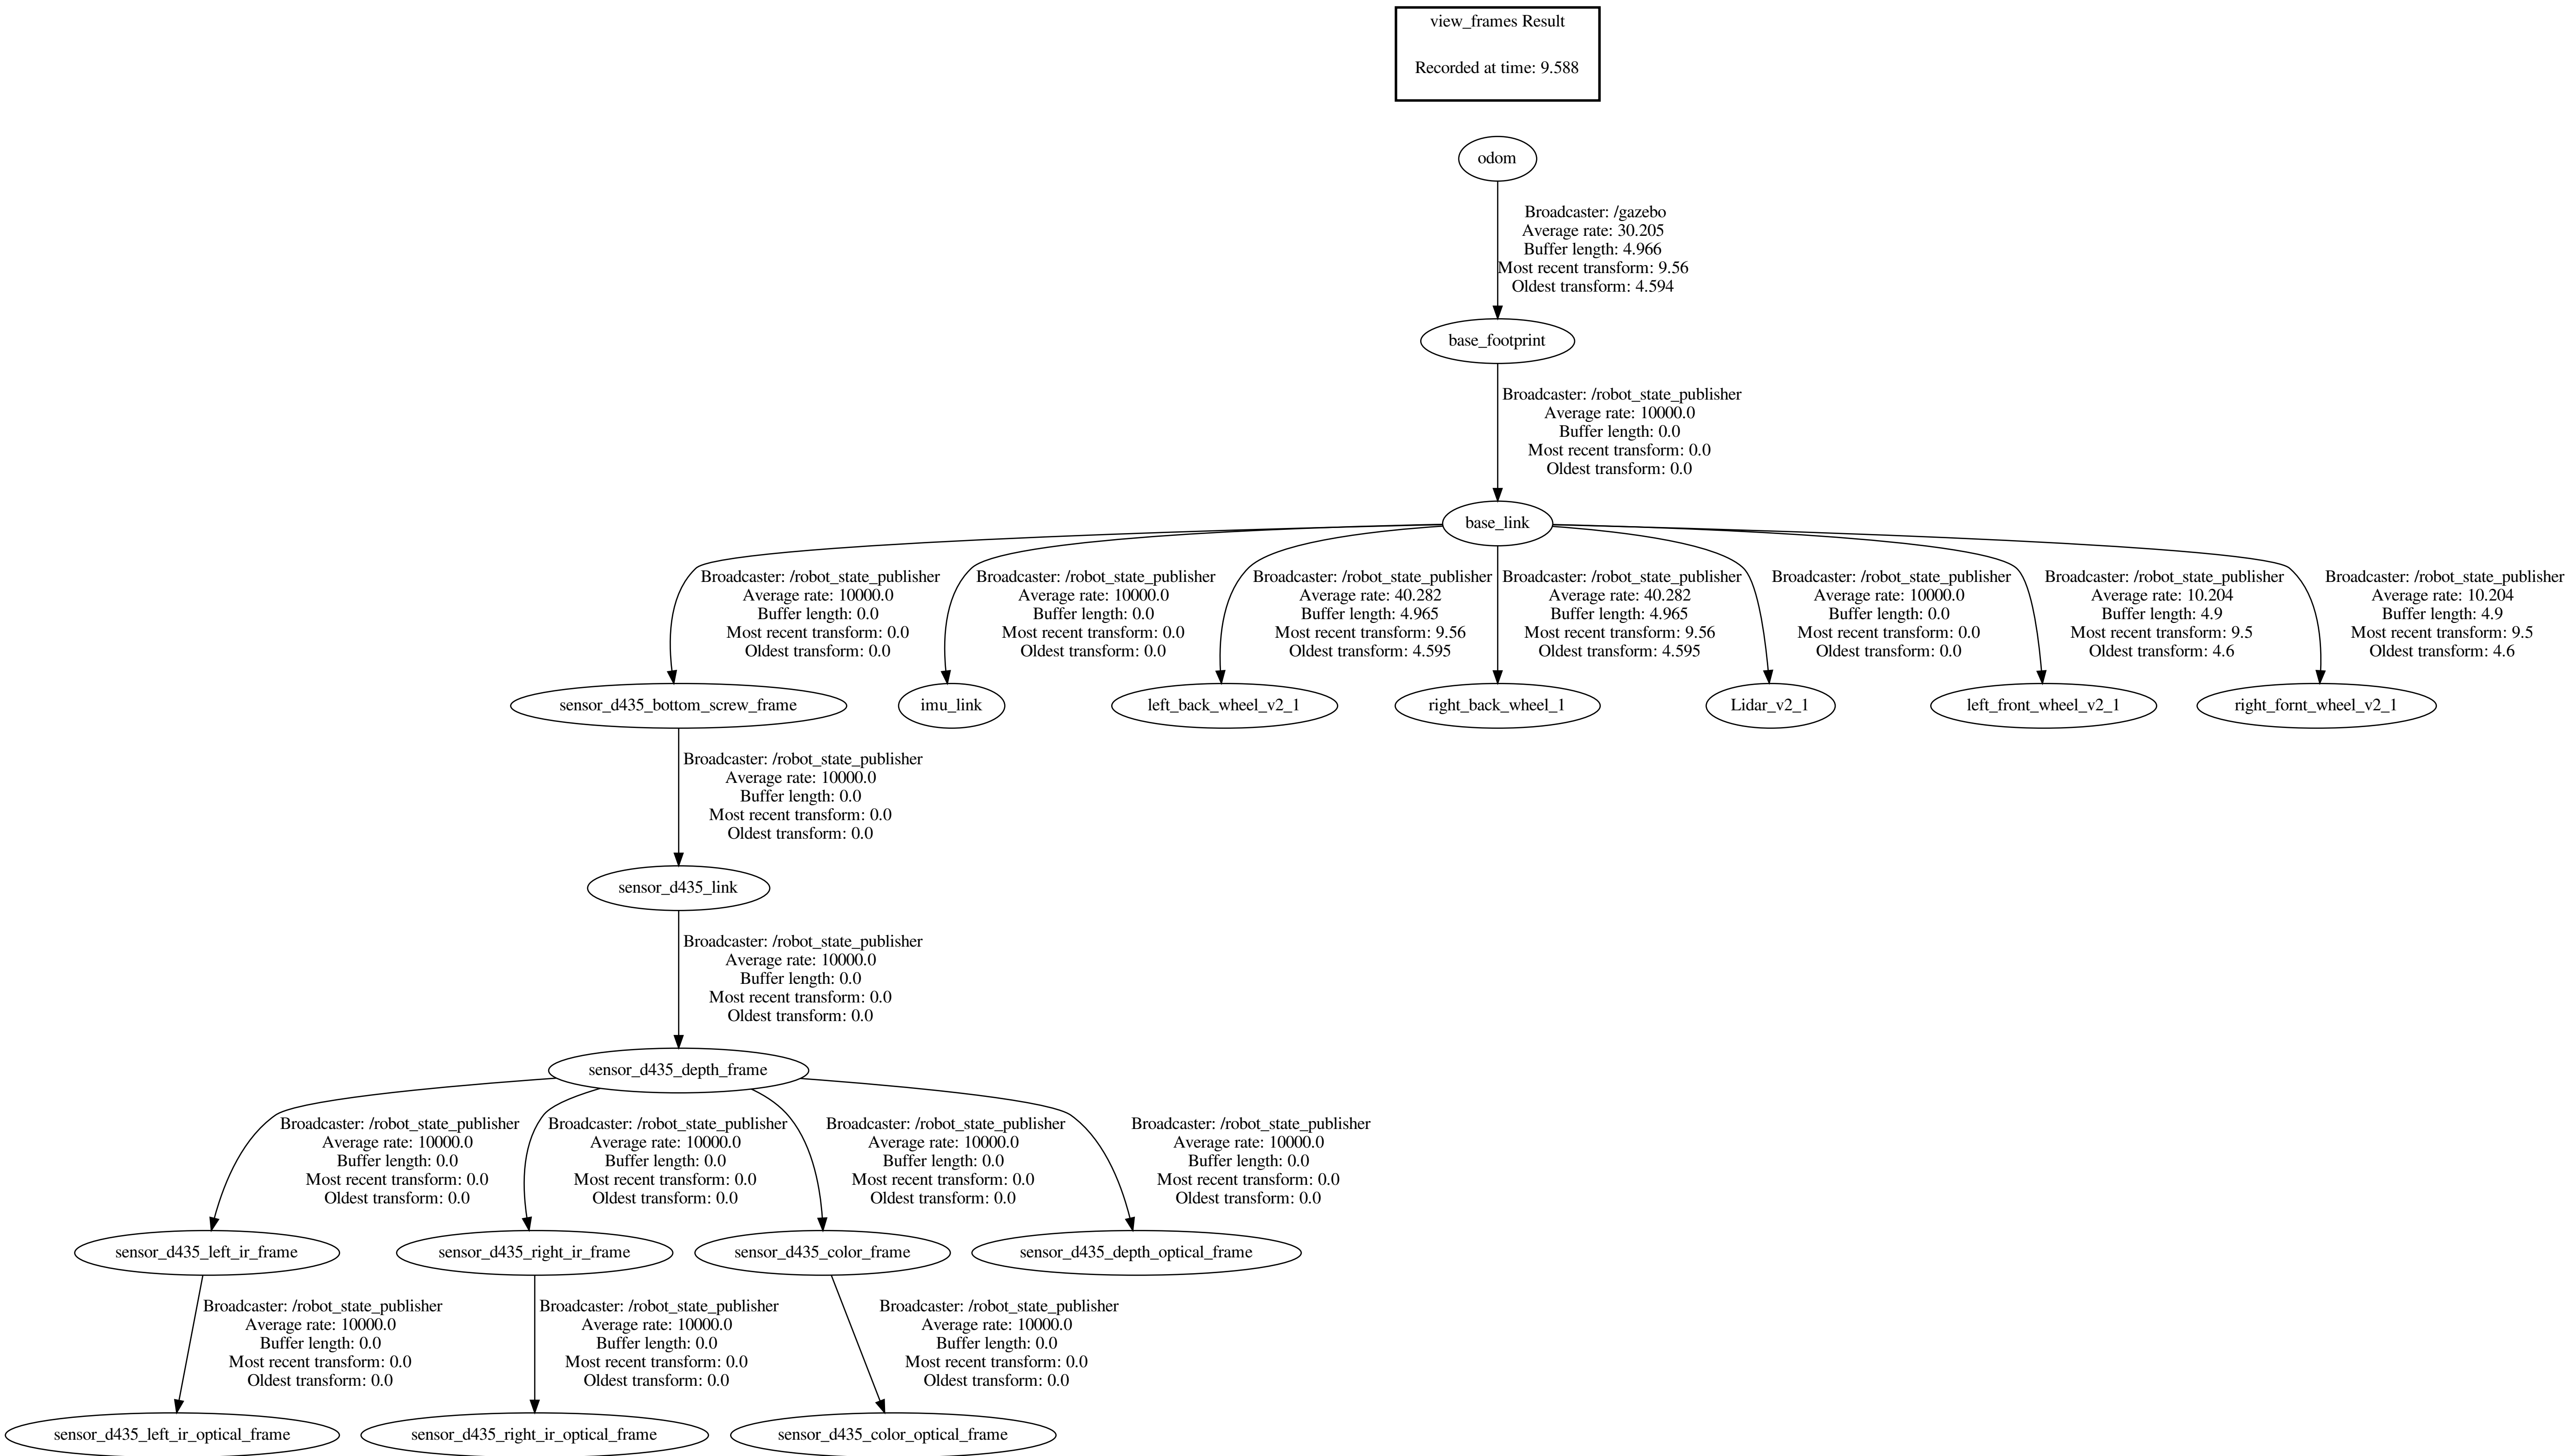 view_frames Result
Recorded at time: 9.588
odom
Broadcaster: /gazebo
Average rate: 30.205
Buffer length: 4.966
Most recent transform: 9.56
Oldest transform: 4.594
base_footprint
Broadcaster: /robot_state_publisher
Average rate: 10000.0
Buffer length: 0.0
Most recent transform: 0.0
Oldest transform: 0.0
base_link
Broadcaster: /robot_state_publisher
Average rate: 10000.0
Buffer length: 0.0
Most recent transform: 0.0
Oldest transform: 0.0
Broadcaster: /robot_state_publisher
Average rate: 10000.0
Buffer length: 0.0
Most recent transform: 0.0
Oldest transform: 0.0
Broadcaster: /robot_state_publisher
Average rate: 40.282
Buffer length: 4.965
Most recent transform: 9.56
Oldest transform: 4.595
Broadcaster: /robot_state_publisher
Average rate: 40.282
Buffer length: 4.965
Most recent transform: 9.56
Oldest transform: 4.595
Broadcaster: /robot_state_publisher
Average rate: 10000.0
Buffer length: 0.0
Most recent transform: 0.0
Oldest transform: 0.0
Broadcaster: /robot_state_publisher
Average rate: 10.204
Buffer length: 4.9
Most recent transform: 9.5
Oldest transform: 4.6
Broadcaster: /robot_state_publisher
Average rate: 10.204
Buffer length: 4.9
Most recent transform: 9.5
Oldest transform: 4.6
sensor_d435_bottom_screw_frame
imu_link
left_back_wheel_v2_1
right_back_wheel_1
Lidar_v2_1
left_front_wheel_v2_1
right_fornt_wheel_v2_1
Broadcaster: /robot_state_publisher
Average rate: 10000.0
Buffer length: 0.0
Most recent transform: 0.0
Oldest transform: 0.0
sensor_d435_link
Broadcaster: /robot_state_publisher
Average rate: 10000.0
Buffer length: 0.0
Most recent transform: 0.0
Oldest transform: 0.0
sensor_d435_depth_frame
Broadcaster: /robot_state_publisher
Average rate: 10000.0
Buffer length: 0.0
Most recent transform: 0.0
Oldest transform: 0.0
Broadcaster: /robot_state_publisher
Average rate: 10000.0
Buffer length: 0.0
Most recent transform: 0.0
Oldest transform: 0.0
Broadcaster: /robot_state_publisher
Average rate: 10000.0
Buffer length: 0.0
Most recent transform: 0.0
Oldest transform: 0.0
Broadcaster: /robot_state_publisher
Average rate: 10000.0
Buffer length: 0.0
Most recent transform: 0.0
Oldest transform: 0.0
sensor_d435_left_ir_frame
sensor_d435_right_ir_frame
sensor_d435_color_frame
sensor_d435_depth_optical_frame
Broadcaster: /robot_state_publisher
Average rate: 10000.0
Buffer length: 0.0
Most recent transform: 0.0
Oldest transform: 0.0
Broadcaster: /robot_state_publisher
Average rate: 10000.0
Buffer length: 0.0
Most recent transform: 0.0
Oldest transform: 0.0
Broadcaster: /robot_state_publisher
Average rate: 10000.0
Buffer length: 0.0
Most recent transform: 0.0
Oldest transform: 0.0
sensor_d435_left_ir_optical_frame
sensor_d435_right_ir_optical_frame
sensor_d435_color_optical_frame